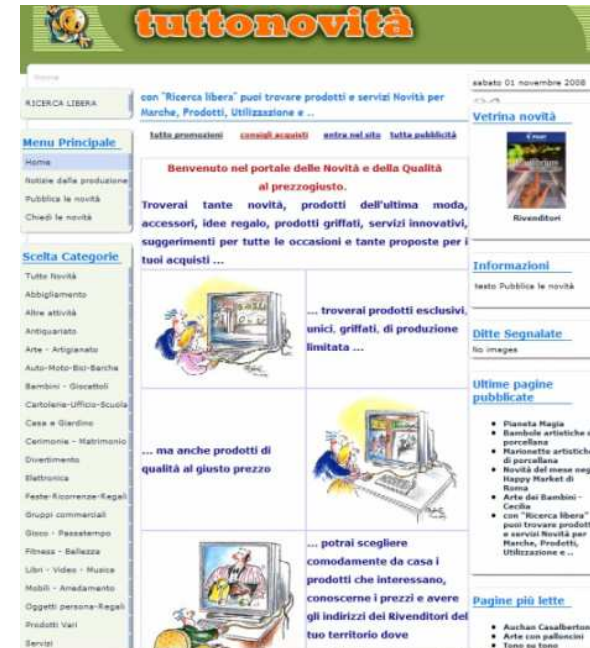 tuttonovità
Home
RICERCA LIBERA
Menu Principale
Home
Notizie dalla produzione
Pubblica le novità
Chiedi le novità
Scelta Categorie
Tutte Novità
Abbigliamento
Altre attività
Antiquariato
Arte - Artigianato
Auto-Moto-Bici-Barche
Bambini - Giocattoli
Cartolerie-Ufficio-Scuola
Casa e Giardino
Cerimonie - Matrimonio
Divertimento
Elettronica
Feste-Ricorrenze-Regali
Gruppi commerciali
Gioco - Passatempo
Fitness - Bellezza
Libri - Video - Musica
Mobili - Arredamento
Oggetti persona-Regali
Prodotti Vari
Servizi
con "Ricerca libera" puoi trovare prodotti e servizi Novità per
Marche, Prodotti, Utilizzazione e ..
tutto promozioni consigli acquisti entra nel sito tutta pubblicità
Benvenuto nel portale delle Novità e della Qualità
al prezzogiusto.
Troverai tante novità, prodotti dell'ultima moda,
accessori, idee regalo, prodotti griffati, servizi innovativi,
suggerimenti per tutte le occasioni e tante proposte per i
tuoi acquisti ...
... troverai prodotti esclusivi,
unici, griffati, di produzione
limitata ...
... ma anche prodotti di
qualità al giusto prezzo
... potrai scegliere
comodamente da casa i
prodotti che interessano,
conoscerne i prezzi e avere
gli indirizzi dei Rivenditori del
tuo territorio dove
sabato 01 novembre 2008
Vetrina novità
Rivenditori
Informazioni
testo Pubblica le novità
Ditte Segnalate
No images
Ultime pagine
pubblicate
Pianeta Magia
Bambole artistiche
porcellana
Marionette artistiche
di porcellana
Novità del mese
Happy Market di
Roma
Arte dei Bambini -
Cecilia
con "Ricerca libera"
puoi trovare prodotti
e servizi Novità per
Marche, Prodotti,
Utilizzazione e ..
Pagine più lette
Auchan Casalberton
Arte con palloncini
Tono su tono